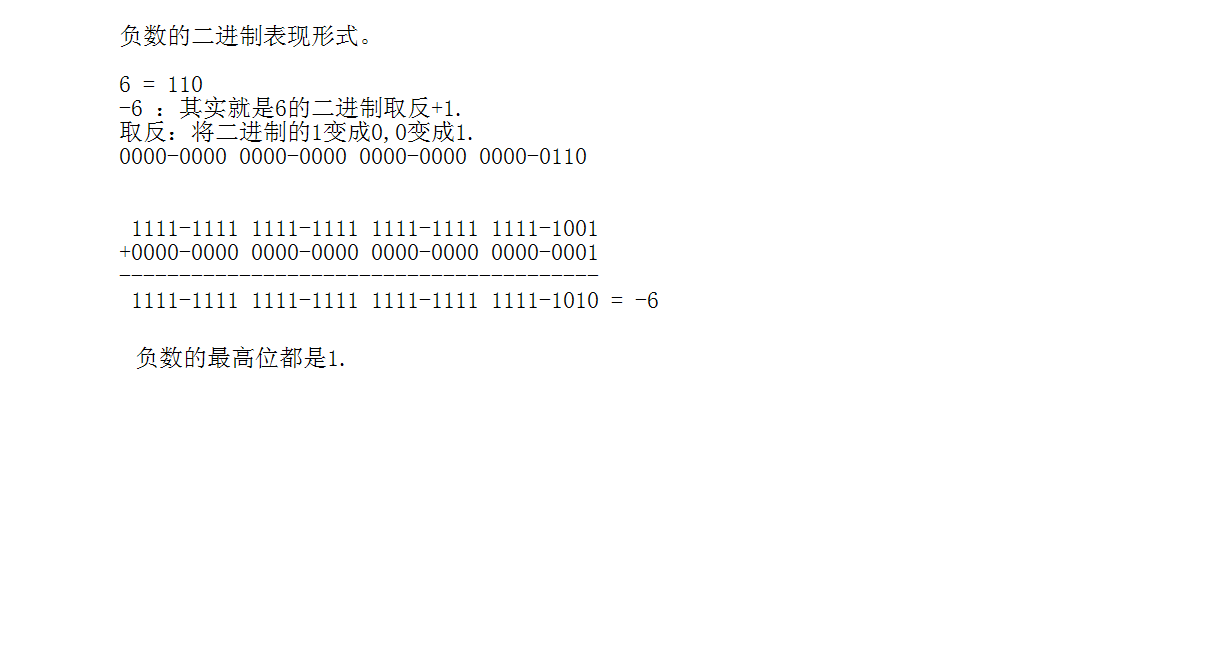 负数的二进制表现形式。
6 = 110
-6 ：其实就是6的二进制取反+1.
取反：将二进制的1变成0,0变成1.
0000-0000 0000-0000 0000-0000 0000-0110
1111-1111 1111-1111 1111-1111 1111-1001
+0000-0000 0000-0000 0000-0000 0000-0001
----------------------------------------
1111-1111 1111-1111 1111-1111 1111-1010 = -6
负数的最高位都是1.